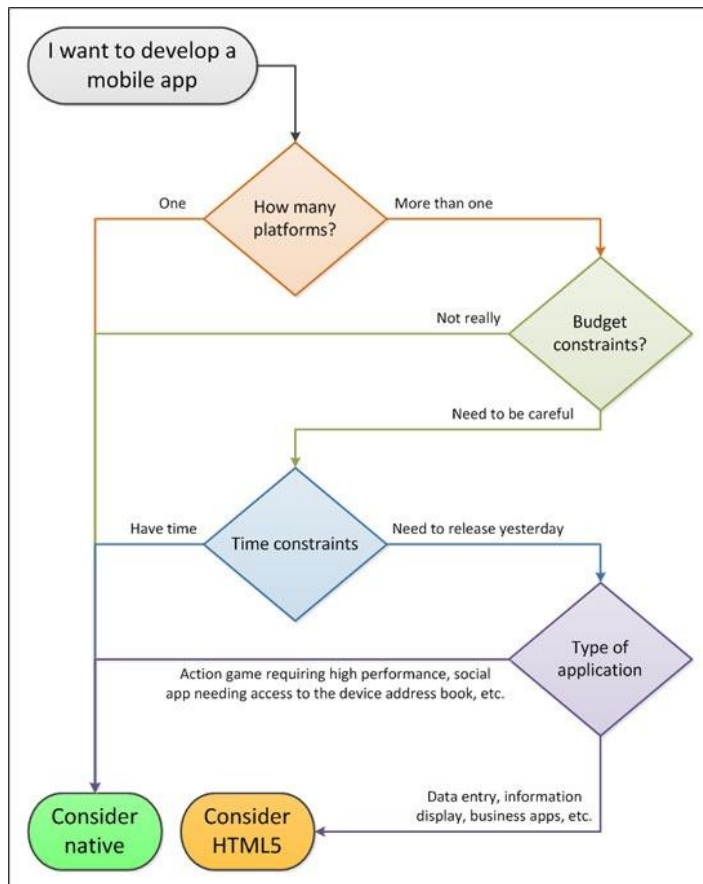 I want to develop a
mobile app
One
How many
platforms?
More than one
Not really
Budget
constraints?
Need to be careful
Have time
Time constraints
Need to release yesterday
Type of
application
Action game requiring high performance, social
app needing access to the device address book, etc.
Data entry, information
display, business apps, etc.
Consider
native
Consider
HTML5